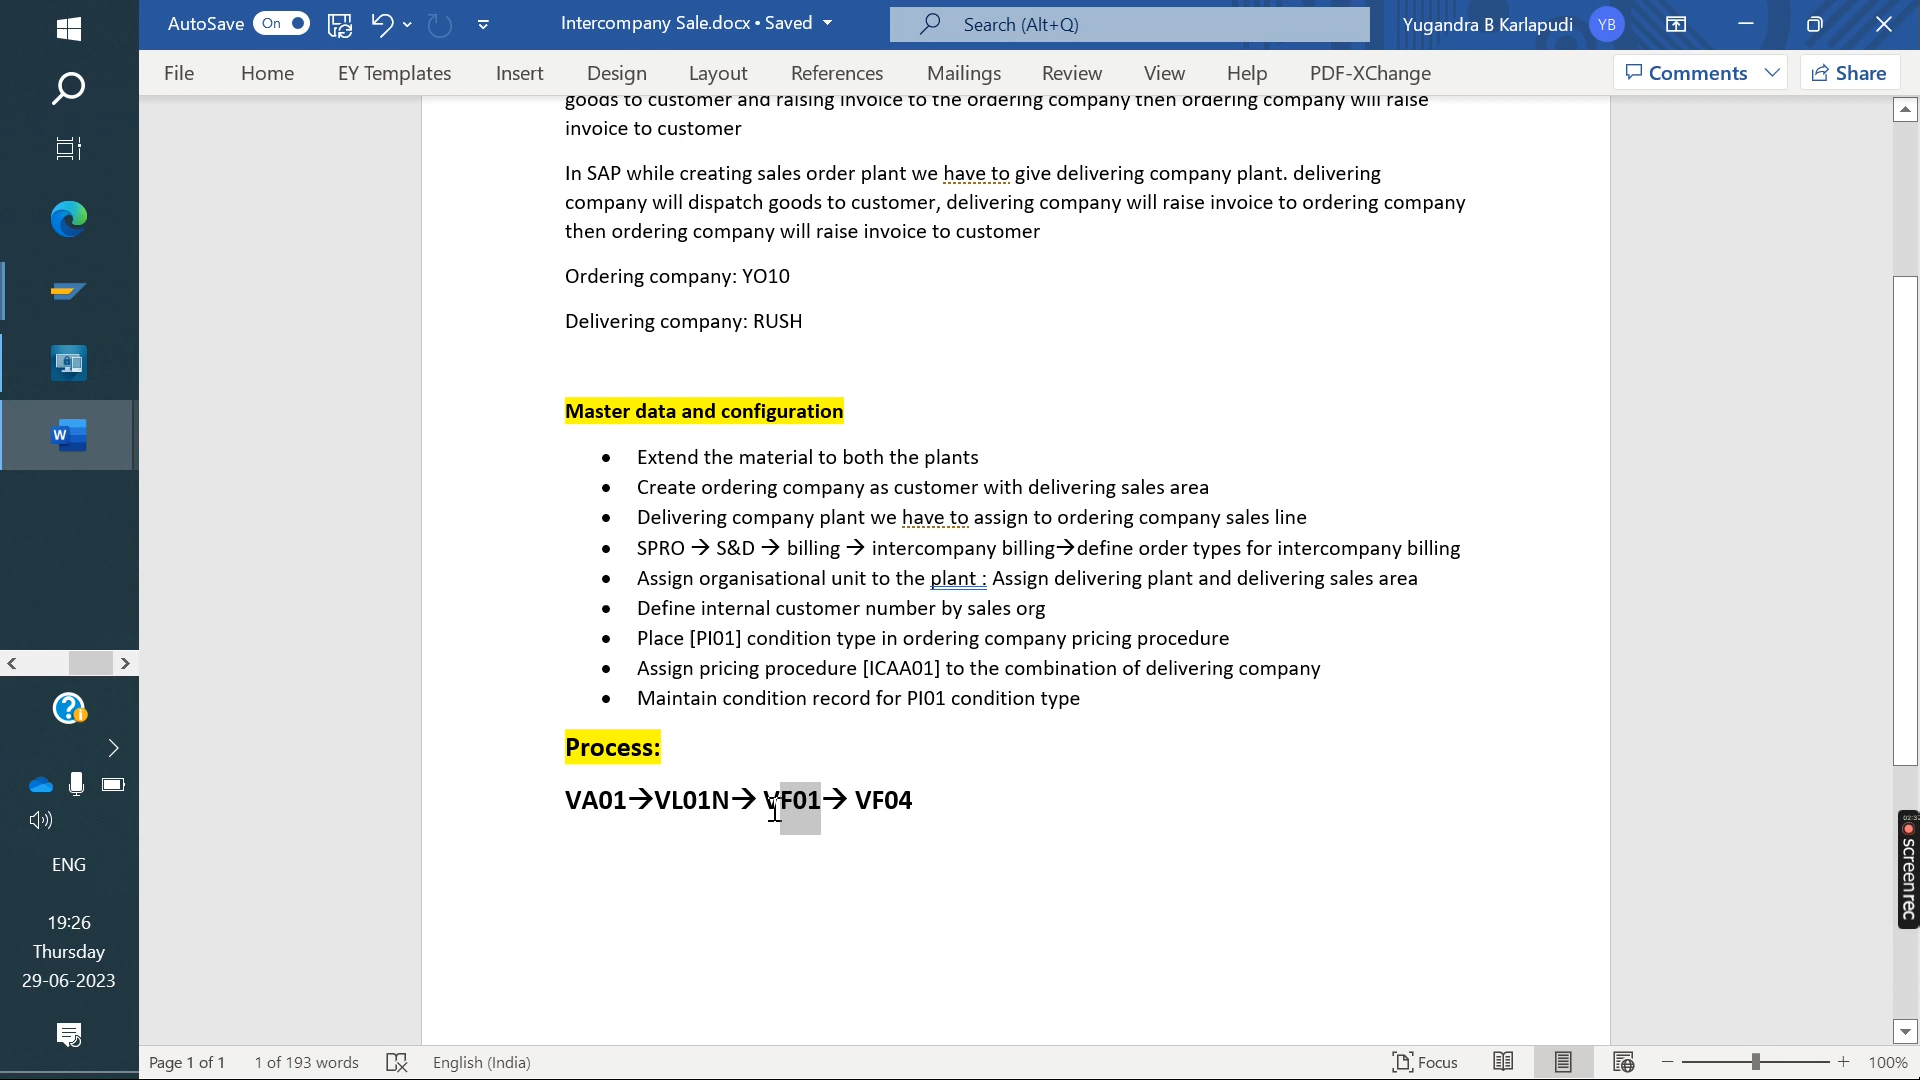 AutoSave On Intercompany Sale.docx • Saved Search (Alt+Q) Yugandra B Karlapudi YB
File Home EY Templates Insert Design Layout References Mailings Review View Help PDF-XChange Comments Share
goods to customer and raising invoice to the ordering company then ordering company will raise
invoice to customer
In SAP while creating sales order plant we have to give delivering company plant. delivering
company will dispatch goods to customer, delivering company will raise invoice to ordering company
then ordering company will raise invoice to customer
Ordering company: YO10
Delivering company: RUSH
Master data and configuration
• Extend the material to both the plants
• Create ordering company as customer with delivering sales area
• Delivering company plant we have to assign to ordering company sales line
• SPRO → S&D → billing → intercompany billing→define order types for intercompany billing
• Assign organisational unit to the plant : Assign delivering plant and delivering sales area
• Define internal customer number by sales org
• Place [PI01] condition type in ordering company pricing procedure
• Assign pricing procedure [ICAA01] to the combination of delivering company
• Maintain condition record for PI01 condition type
Process:
VA01→VL01N→ VF01→ VF04
W
ENG
19:26
Thursday
29-06-2023
screenrec
Page 1 of 1 1 of 193 words English (India) Focus 100%